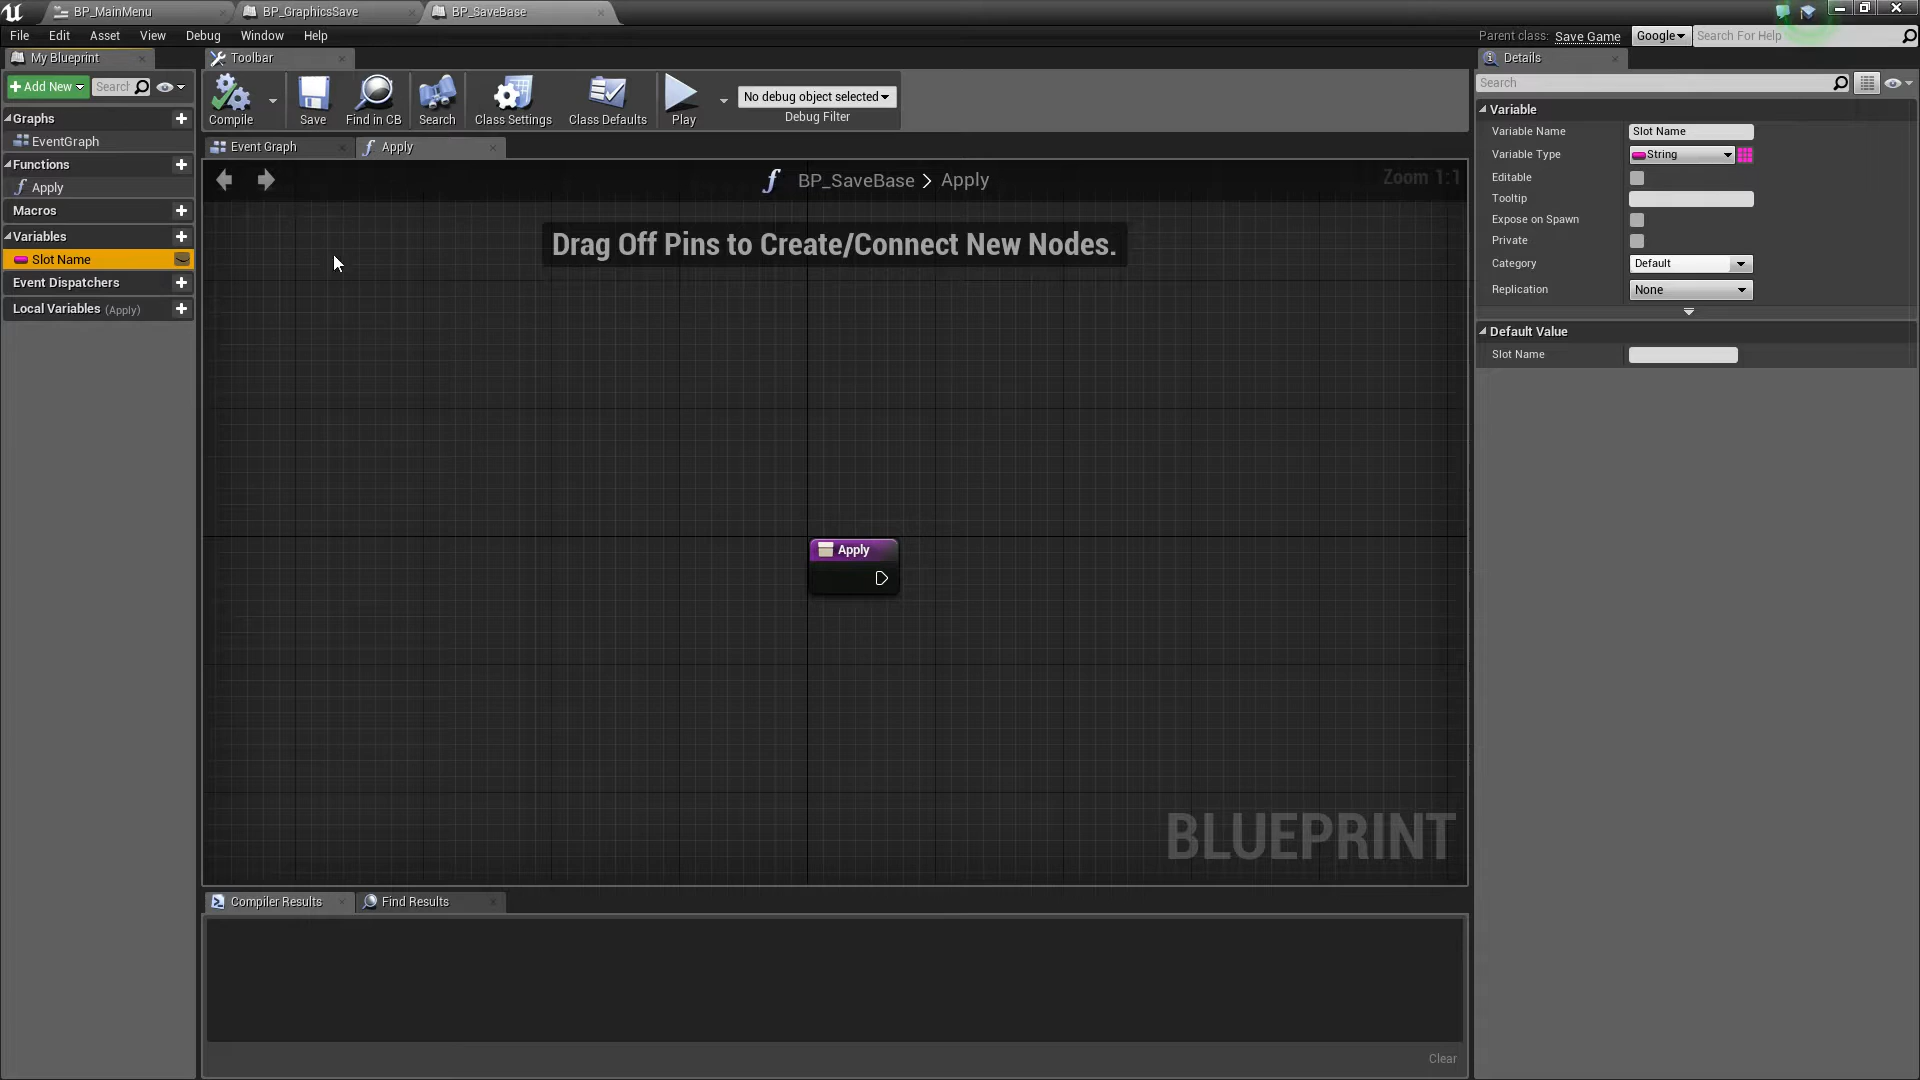 BP_MainMenu
BP_GraphicsSave
BP_SaveBase
File Edit Asset View Debug Window Help
Parent class: Save Game
Google
Search For Help
My Blueprint
Toolbar
Details
Add New
Search
Compile
Save
Find in CB
Search
Class Settings
Class Defaults
Play
No debug object selected
Debug Filter
Search
Graphs
EventGraph
Functions
Apply
Macros
Variables
Slot Name
Event Dispatchers
Local Variables (Apply)
Event Graph
Apply
BP_SaveBase > Apply
Zoom 1:1
Drag Off Pins to Create/Connect New Nodes.
Apply
BLUEPRINT
Compiler Results
Find Results
Clear
Variable
Variable Name Slot Name
Variable Type String
Editable
Tooltip
Expose on Spawn
Private
Category Default
Replication None
Default Value
Slot Name